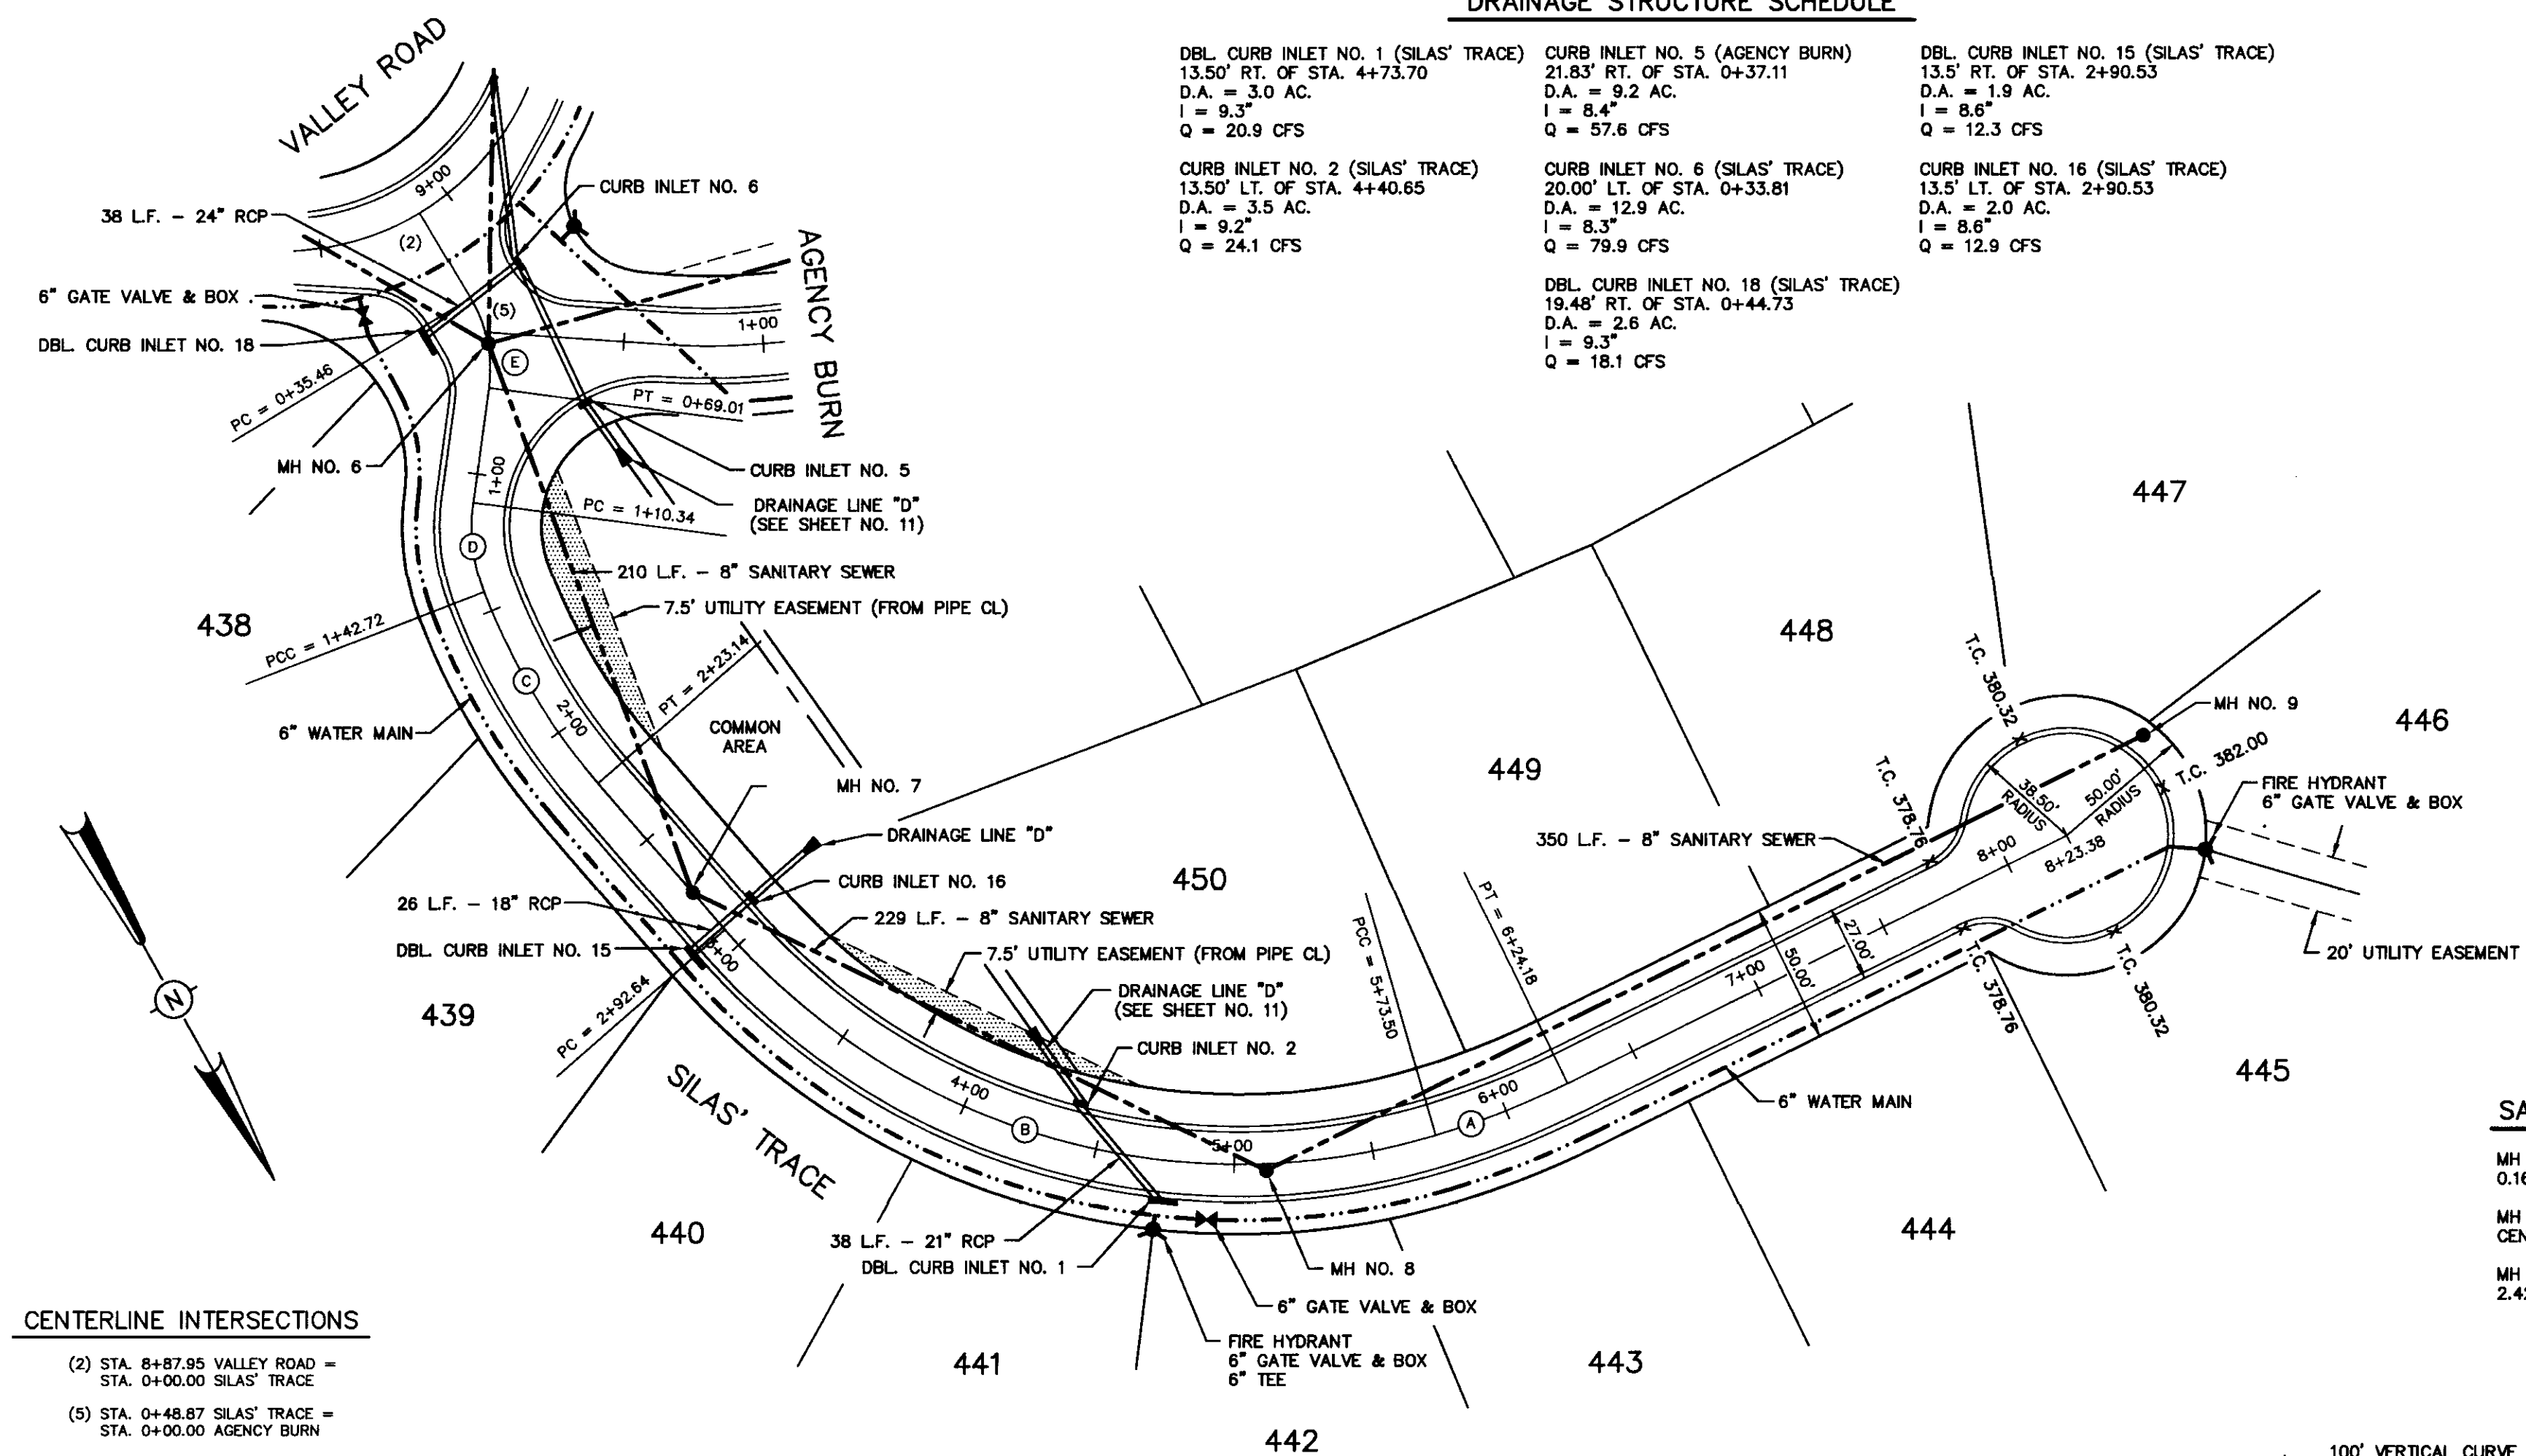 DRAINAGE STRUCTURE SCHEDULE
DBL. CURB INLET NO. 1 (SILAS' TRACE)
13.50' RT. OF STA. 4+73.70
D.A. = 3.0 AC.
I = 9.3"
Q = 20.9 CFS
CURB INLET NO. 2 (SILAS' TRACE)
13.50' LT. OF STA. 4+40.65
D.A. = 3.5 AC.
I = 9.2"
Q = 24.1 CFS
CURB INLET NO. 5 (AGENCY BURN)
21.83' RT. OF STA. 0+37.11
D.A. = 9.2 AC.
I = 8.4"
Q = 57.6 CFS
CURB INLET NO. 6 (SILAS' TRACE)
20.00' LT. OF STA. 0+33.81
D.A. = 12.9 AC.
I = 8.3"
Q = 79.9 CFS
DBL. CURB INLET NO. 18 (SILAS' TRACE)
19.48' RT. OF STA. 0+44.73
D.A. = 2.6 AC.
I = 9.3"
Q = 18.1 CFS
DBL. CURB INLET NO. 15 (SILAS' TRACE)
13.5' RT. OF STA. 2+90.53
D.A. = 1.9 AC.
I = 8.6"
Q = 12.3 CFS
CURB INLET NO. 16 (SILAS' TRACE)
13.5' LT. OF STA. 2+90.53
D.A. = 2.0 AC.
I = 8.6"
Q = 12.9 CFS
VALLEY ROAD
9+00
CURB INLET NO. 6
38 L.F. - 24" RCP
(2)
6" GATE VALVE & BOX
(5)
1+00
DBL. CURB INLET NO. 18
E
AGENCY BURN
PC = 0+35.46
PT = 0+69.01
MH NO. 6
1+00
CURB INLET NO. 5
PC = 1+10.34
DRAINAGE LINE "D"
(SEE SHEET NO. 11)
D
210 L.F. - 8" SANITARY SEWER
7.5' UTILITY EASEMENT (FROM PIPE CL)
438
PCC = 1+42.72
C
PT = 2+23.14
2+00
6" WATER MAIN
COMMON
AREA
MH NO. 7
DRAINAGE LINE "D"
CURB INLET NO. 16
26 L.F. - 18" RCP
229 L.F. - 8" SANITARY SEWER
DBL. CURB INLET NO. 15
3+00
7.5' UTILITY EASEMENT (FROM PIPE CL)
439
PC = 2+92.64
DRAINAGE LINE "D"
(SEE SHEET NO. 11)
CURB INLET NO. 2
SILAS' TRACE
4+00
B
5+00
440
38 L.F. - 21" RCP
DBL. CURB INLET NO. 1
MH NO. 8
6" GATE VALVE & BOX
FIRE HYDRANT
6" GATE VALVE & BOX
6" TEE
441
442
443
444
445
446
447
448
449
450
PCC = 5+73.50
PT = 6+24.18
A
6+00
7+00
27.00'
50.00'
6" WATER MAIN
350 L.F. - 8" SANITARY SEWER
T.C. 378.76
T.C. 380.32
MH NO. 9
T.C. 382.00
38.50'
RADIUS
50.00'
RADIUS
8+00
8+23.38
FIRE HYDRANT
6" GATE VALVE & BOX
20' UTILITY EASEMENT
T.C. 378.76
T.C. 380.32
N
SA
MH
0.16
MH
CEN
MH
2.42
CENTERLINE INTERSECTIONS
(2) STA. 8+87.95 VALLEY ROAD =
STA. 0+00.00 SILAS' TRACE
(5) STA. 0+48.87 SILAS' TRACE =
STA. 0+00.00 AGENCY BURN
100' VERTICAL CURVE